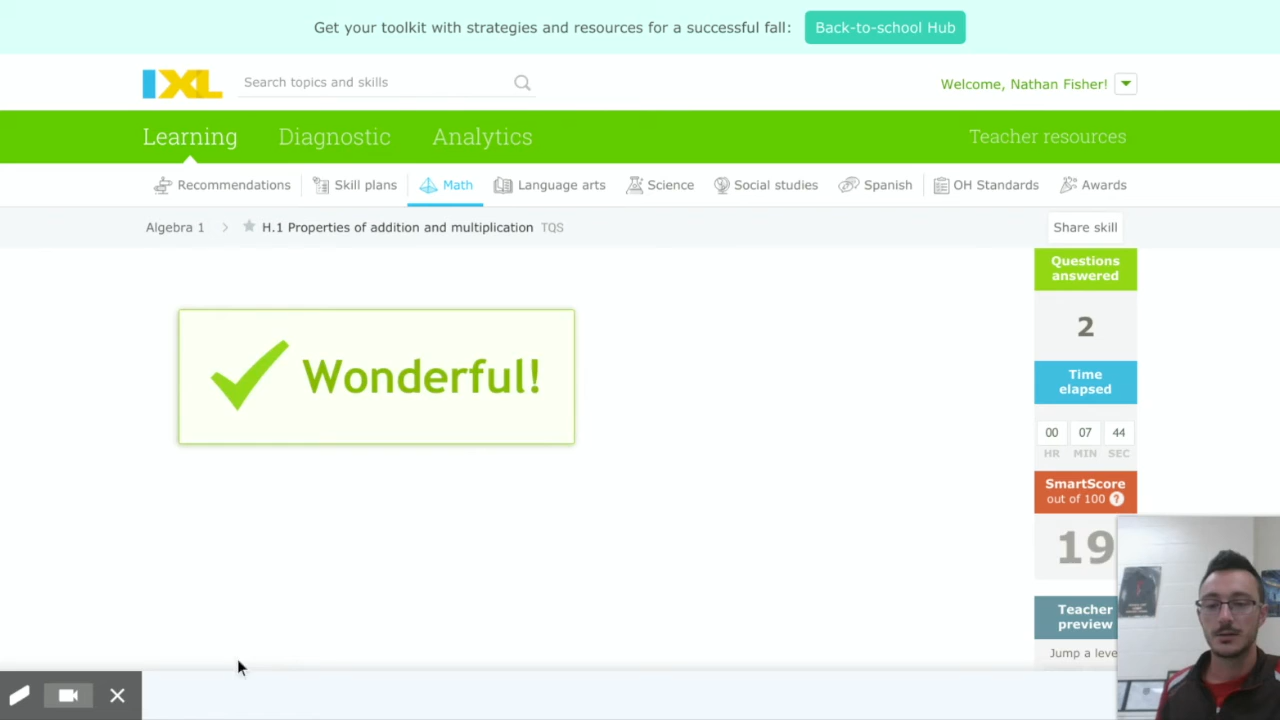 Get your toolkit with strategies and resources for a successful fall: Back-to-school Hub
IXL Search topics and skills Welcome, Nathan Fisher!
Learning Diagnostic Analytics Teacher resources
Recommendations Skill plans Math Language arts Science Social studies Spanish OH Standards Awards
Algebra 1 > H.1 Properties of addition and multiplication TQS Share skill
Questions
answered
2
Wonderful!
Time
elapsed
00 07 44
HR MIN SEC
SmartScore
out of 100 ?
19
Teacher
preview
Jump a leve